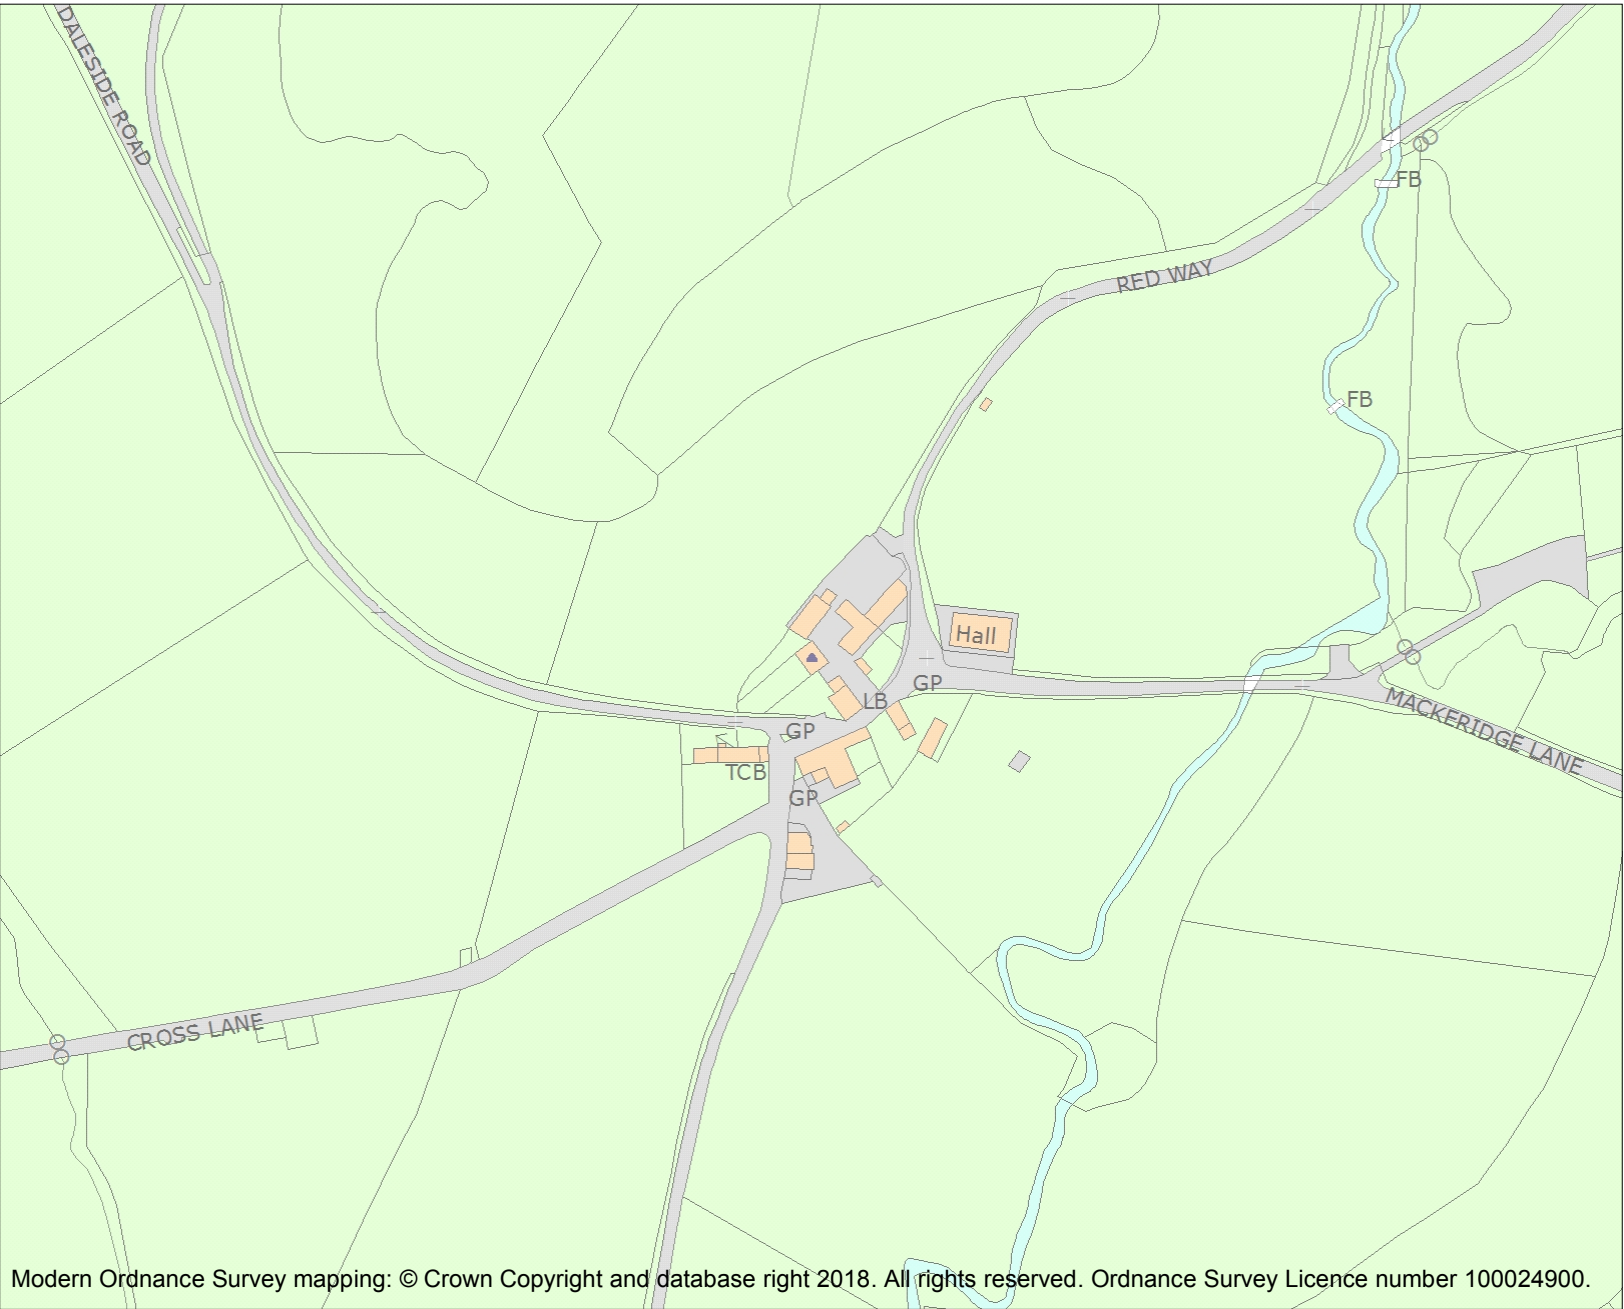 DALESIDE ROAD
FB
RED WAY
FB
Hall
GP
LB
GP
MACKERIDGE LANE
TCB
GP
CROSS LANE
Modern Ordnance Survey mapping: © Crown Copyright and database right 2018. All rights reserved. Ordnance Survey Licence number 100024900.